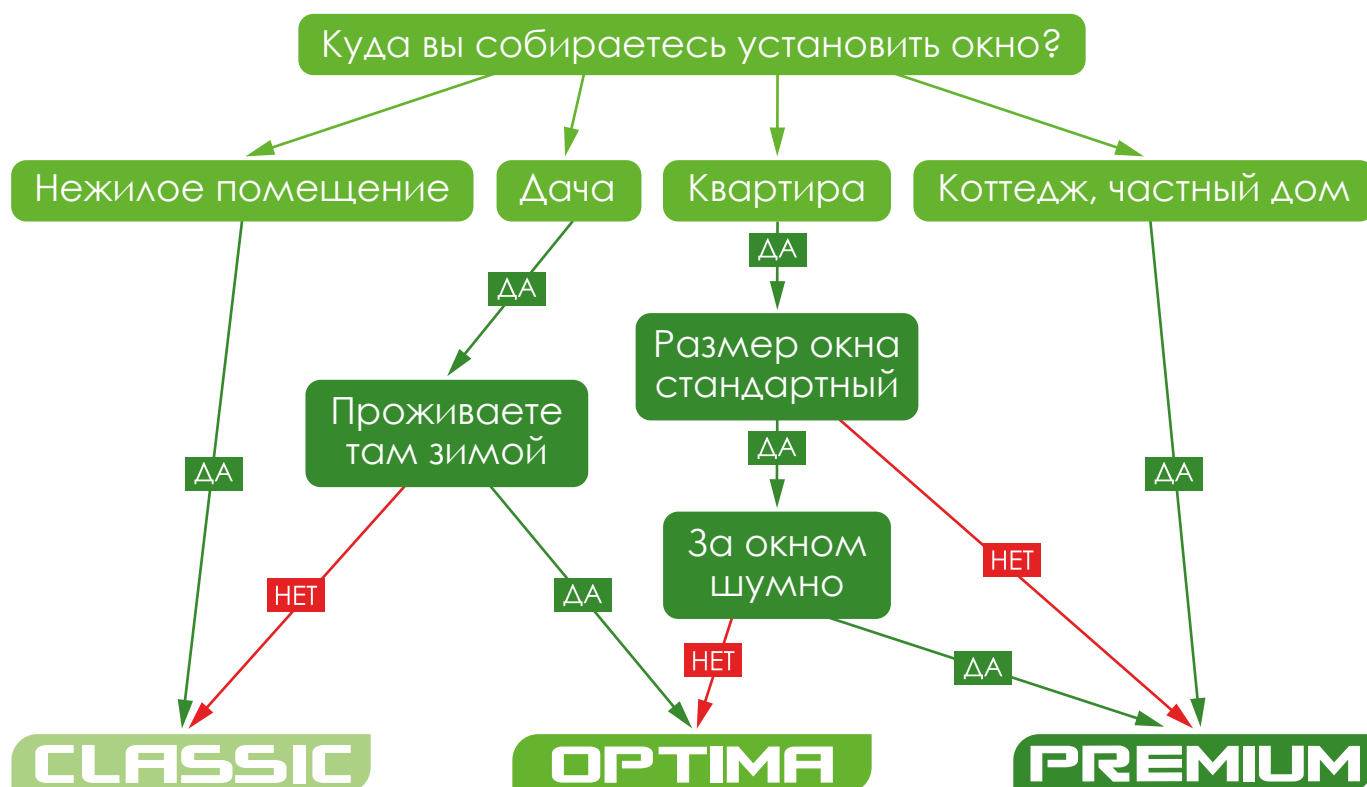 Куда вы собираетесь установить окно?
Нежилое помещение
Дача
Квартира
Коттедж, частный дом
ДА
ДА
Размер окна
стандартный
Проживаете
там зимой
ДА
ДА
ДА
За окном
шумно
НЕТ
НЕТ
ДА
НЕТ
ДА
CLASSIC
OPTIMA
PREMIUM